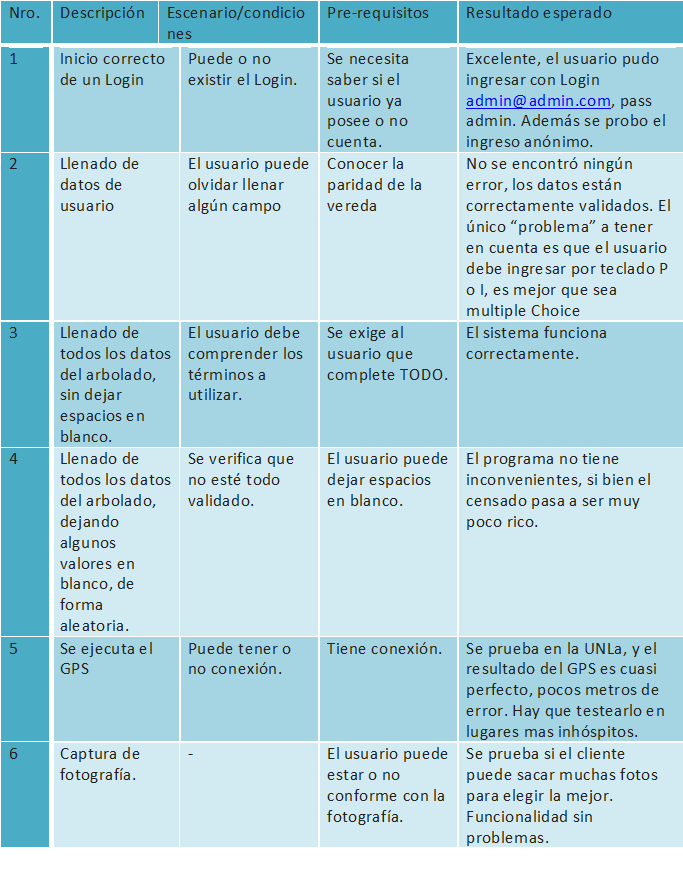 Nro. Descripción Escenario/condicio Pre-requisitos Resultado esperado
nes
1 Inicio correcto Puede o no Se necesita Excelente, el usuario pudo
de un Login existir el Login. saber si el ingresar con Login
usuario ya admin@admin.com, pass
posee o no admin. Además se probo el
cuenta. ingreso anónimo.
2 Llenado de El usuario puede Conocer la No se encontró ningún
datos de olvidar llenar paridad de la error, los datos están
usuario algún campo vereda correctamente validados. El
único “problema” a tener
en cuenta es que el usuario
debe ingresar por teclado P
o I, es mejor que sea
multiple Choice
3 Llenado de El usuario debe Se exige al El sistema funciona
todos los datos comprender los usuario que correctamente.
del arbolado, términos a complete TODO.
sin dejar utilizar.
espacios en
blanco.
4 Llenado de Se verifica que El usuario puede El programa no tiene
todos los datos no esté todo dejar espacios inconvenientes, si bien el
del arbolado, validado. en blanco. censado pasa a ser muy
dejando poco rico.
algunos
valores en
blanco, de
forma
aleatoria.
5 Se ejecuta el Puede tener o Tiene conexión. Se prueba en la UNLa, y el
GPS no conexión. resultado del GPS es cuasi
perfecto, pocos metros de
error. Hay que testearlo en
lugares mas inhóspitos.
6 Captura de - El usuario puede Se prueba si el cliente
fotografía. estar o no puede sacar muchas fotos
conforme con la para elegir la mejor.
fotografía. Funcionalidad sin
problemas.